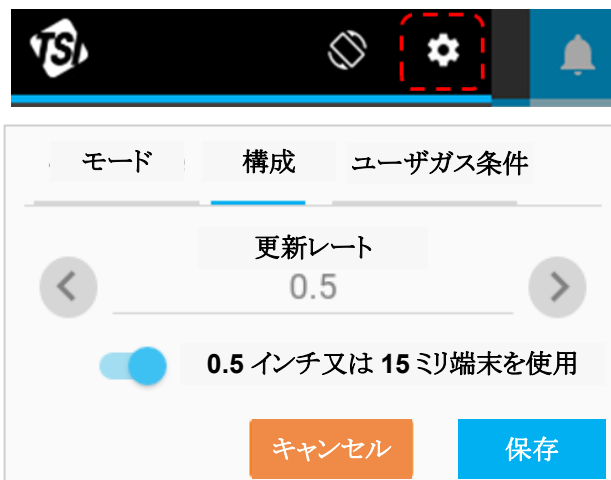 TSI
モード 構成 ユーザガス条件
更新レート
0.5
0.5 インチ又は 15 ミリ端末を使用
キャンセル 保存